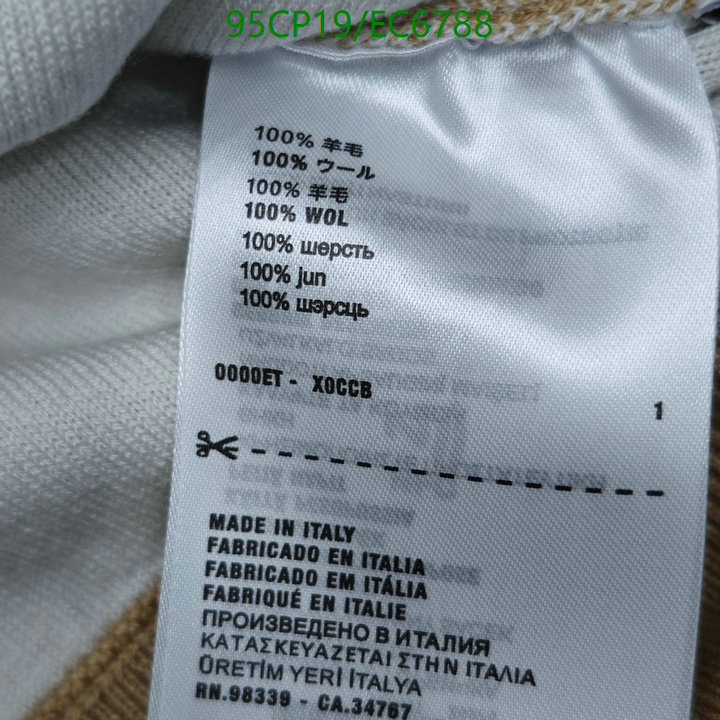 95CP19/EC6788
100% 羊毛
100% ウール
100% 羊毛
100% WOL
100% шерсть
100% jun
100% шэрсць
0000ET - X0CCB
1
MADE IN ITALY
FABRICADO EN ITALIA
FABRICADO EM ITÁLIA
FABRIQUÉ EN ITALIE
ПРОИЗВЕДЕНО В ИТАЛИЯ
ΚΑΤΑΣΚΕΥΑΖΕΤΑΙ ΣΤΗΝ ΙΤΑΛΙΑ
ÜRETİM YERİ İTALYA
RN.98339 - CA.34767